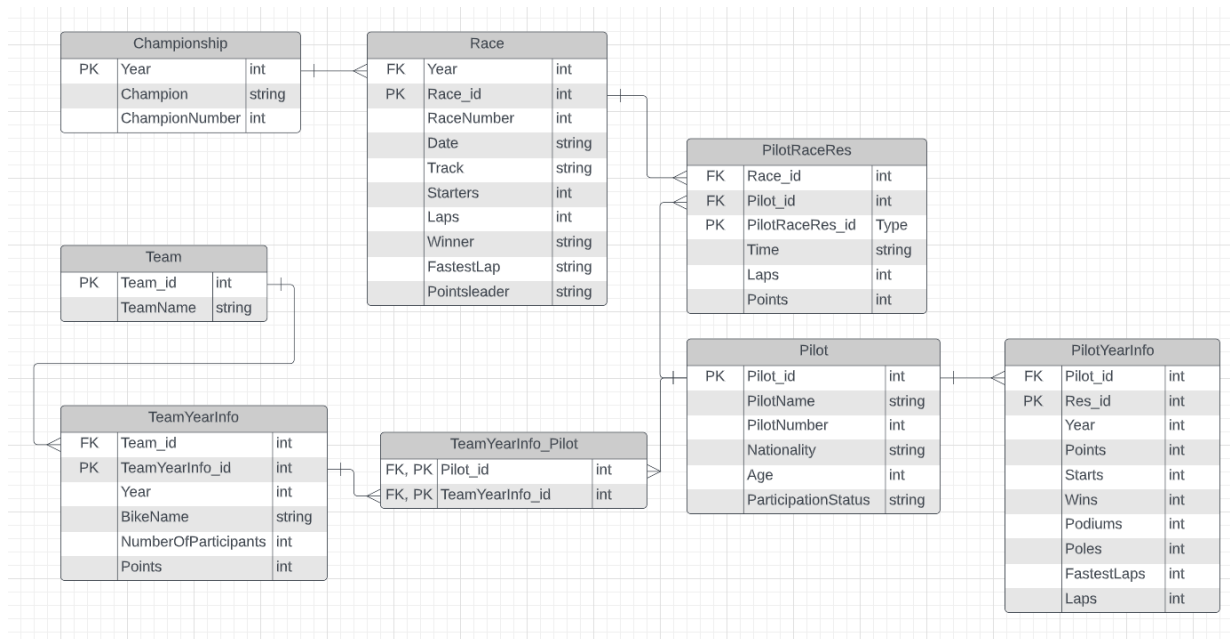 Championship
PK Year int
Champion string
ChampionNumber int
Race
FK Year int
PK Race_id int
RaceNumber int
Date string
Track string
Starters int
Laps int
Winner string
FastestLap string
Pointsleader string
PilotRaceRes
FK Race_id int
FK Pilot_id int
PK PilotRaceRes_id Type
Time string
Laps int
Points int
Team
PK Team_id int
TeamName string
Pilot
PK Pilot_id int
PilotName string
PilotNumber int
Nationality string
Age int
ParticipationStatus string
PilotYearInfo
FK Pilot_id int
PK Res_id int
Year int
Points int
Starts int
Wins int
Podiums int
Poles int
FastestLaps int
Laps int
TeamYearInfo
FK Team_id int
PK TeamYearInfo_id int
Year int
BikeName string
NumberOfParticipants int
Points int
TeamYearInfo_Pilot
FK, PK Pilot_id int
FK, PK TeamYearInfo_id int